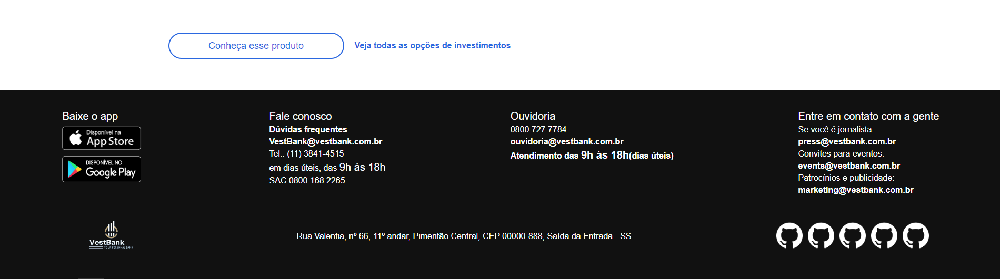 Conheça esse produto
Veja todas as opções de investimentos
Baixe o app
Disponível na
App Store
DISPONÍVEL NO
Google Play
Fale conosco
Dúvidas frequentes
VestBank@vestbank.com.br
Tel.: (11) 3841-4515
em dias úteis, das 9h às 18h
SAC 0800 168 2265
Ouvidoria
0800 727 7784
ouvidoria@vestbank.com.br
Atendimento das 9h às 18h(dias úteis)
Entre em contato com a gente
Se você é jornalista
press@vestbank.com.br
Convites para eventos:
events@vestbank.com.br
Patrocínios e publicidade:
marketing@vestbank.com.br
VestBank
YOUR PERSONAL BANK
Rua Valentia, nº 66, 11º andar, Pimentão Central, CEP 00000-888, Saída da Entrada - SS